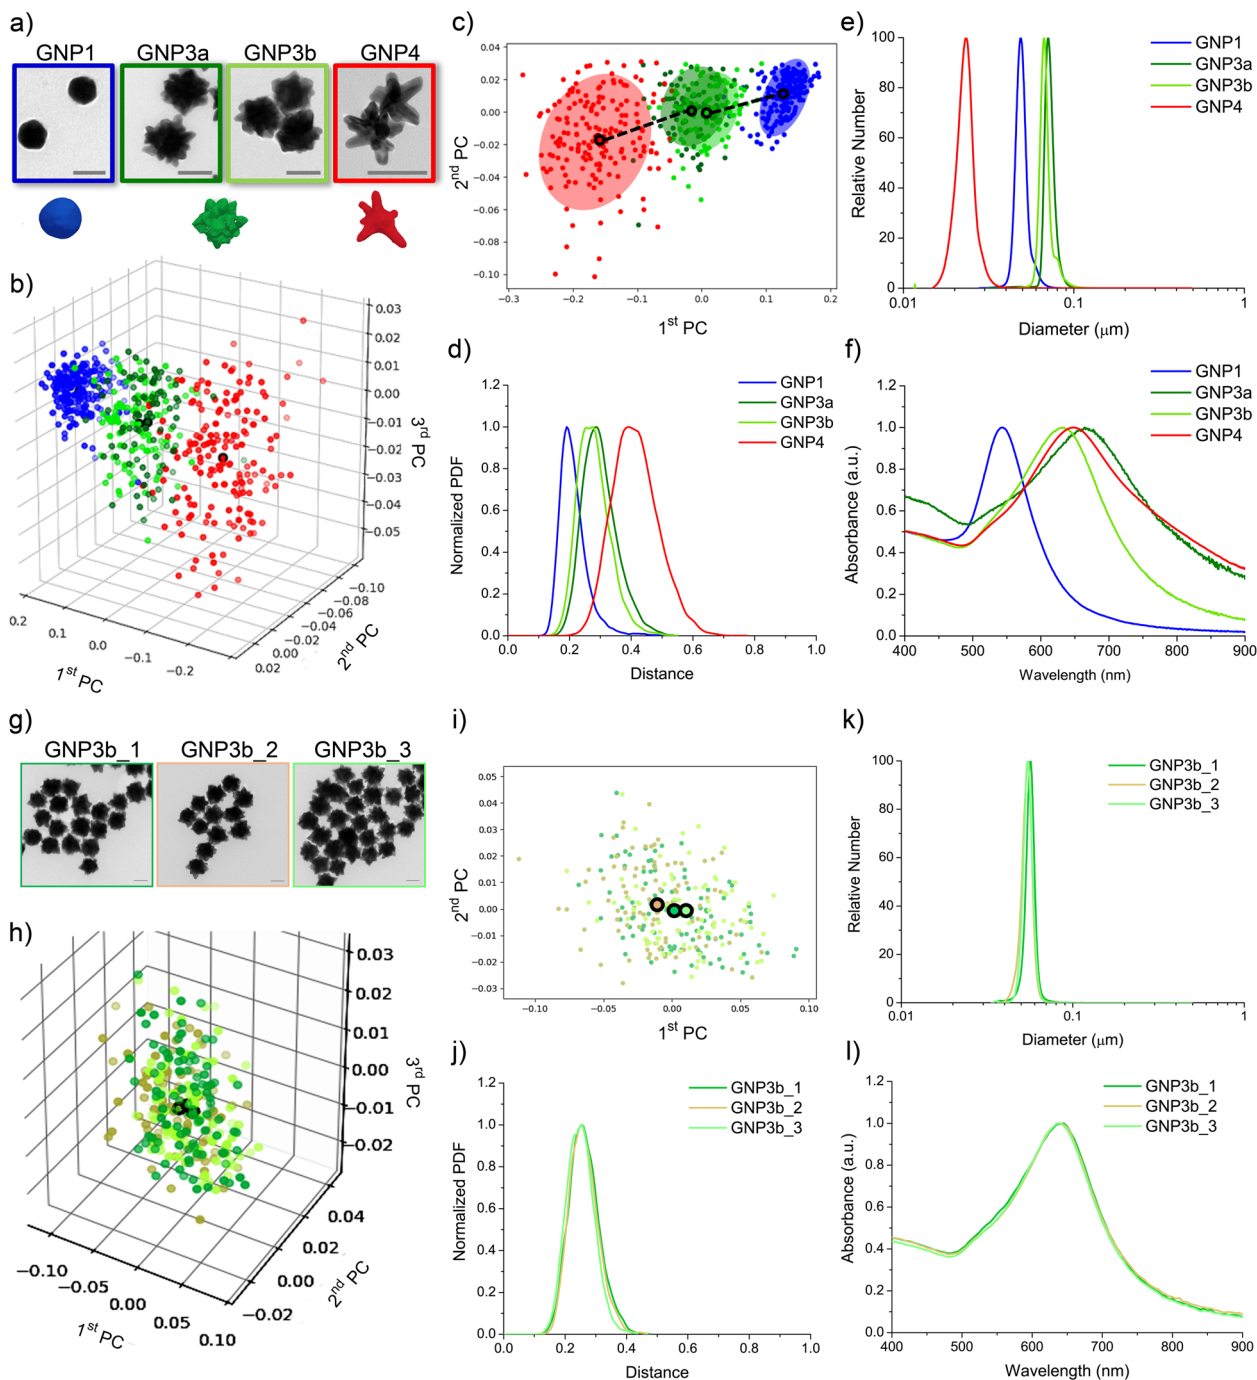 a)
GNP1 GNP3a GNP3b GNP4
b)
0.03
0.02
0.01
0.00
−0.01
−0.02
−0.03
−0.04
−0.05
3rd PC
0.2
0.1
0.0
−0.1
−0.2
1st PC
−0.10
−0.08
−0.06
−0.04
−0.02
0.00
0.02
2nd PC
c)
0.04
0.02
0.00
−0.02
−0.04
−0.06
−0.08
−0.10
2nd PC
−0.3 −0.2 −0.1 0.0 0.1 0.2
1st PC
d)
GNP1
GNP3a
GNP3b
GNP4
1.2
1.0
0.8
0.6
0.4
0.2
0.0
Normalized PDF
0.0 0.2 0.4 0.6 0.8 1.0
Distance
e)
GNP1
GNP3a
GNP3b
GNP4
100
80
60
40
20
0
Relative Number
0.01 0.1 1
Diameter (μm)
f)
GNP1
GNP3a
GNP3b
GNP4
1.2
1.0
0.8
0.6
0.4
0.2
0.0
Absorbance (a.u.)
400 500 600 700 800 900
Wavelength (nm)
g)
GNP3b_1 GNP3b_2 GNP3b_3
h)
0.03
0.02
0.01
0.00
−0.01
−0.02
3rd PC
−0.10
−0.05
0.00
0.05
0.10
1st PC
0.04
0.02
0.00
−0.02
2nd PC
i)
0.05
0.04
0.03
0.02
0.01
0.00
−0.01
−0.02
−0.03
2nd PC
−0.10 −0.05 0.00 0.05 0.10
1st PC
j)
GNP3b_1
GNP3b_2
GNP3b_3
1.2
1.0
0.8
0.6
0.4
0.2
0.0
Normalized PDF
0.0 0.2 0.4 0.6 0.8 1.0
Distance
k)
GNP3b_1
GNP3b_2
GNP3b_3
100
80
60
40
20
0
Relative Number
0.01 0.1 1
Diameter (μm)
l)
GNP3b_1
GNP3b_2
GNP3b_3
1.2
1.0
0.8
0.6
0.4
0.2
0.0
Absorbance (a.u.)
400 500 600 700 800 900
Wavelength (nm)